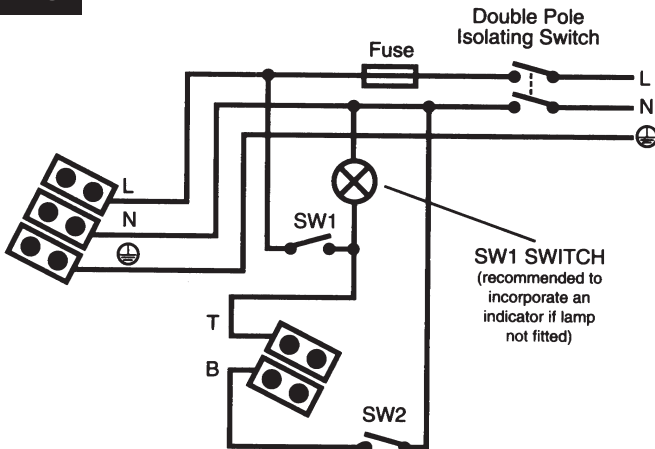 Double Pole
Isolating Switch
Fuse
L
N
L
N
SW1
SW1 SWITCH
(recommended to
incorporate an
indicator if lamp
not fitted)
T
B
SW2